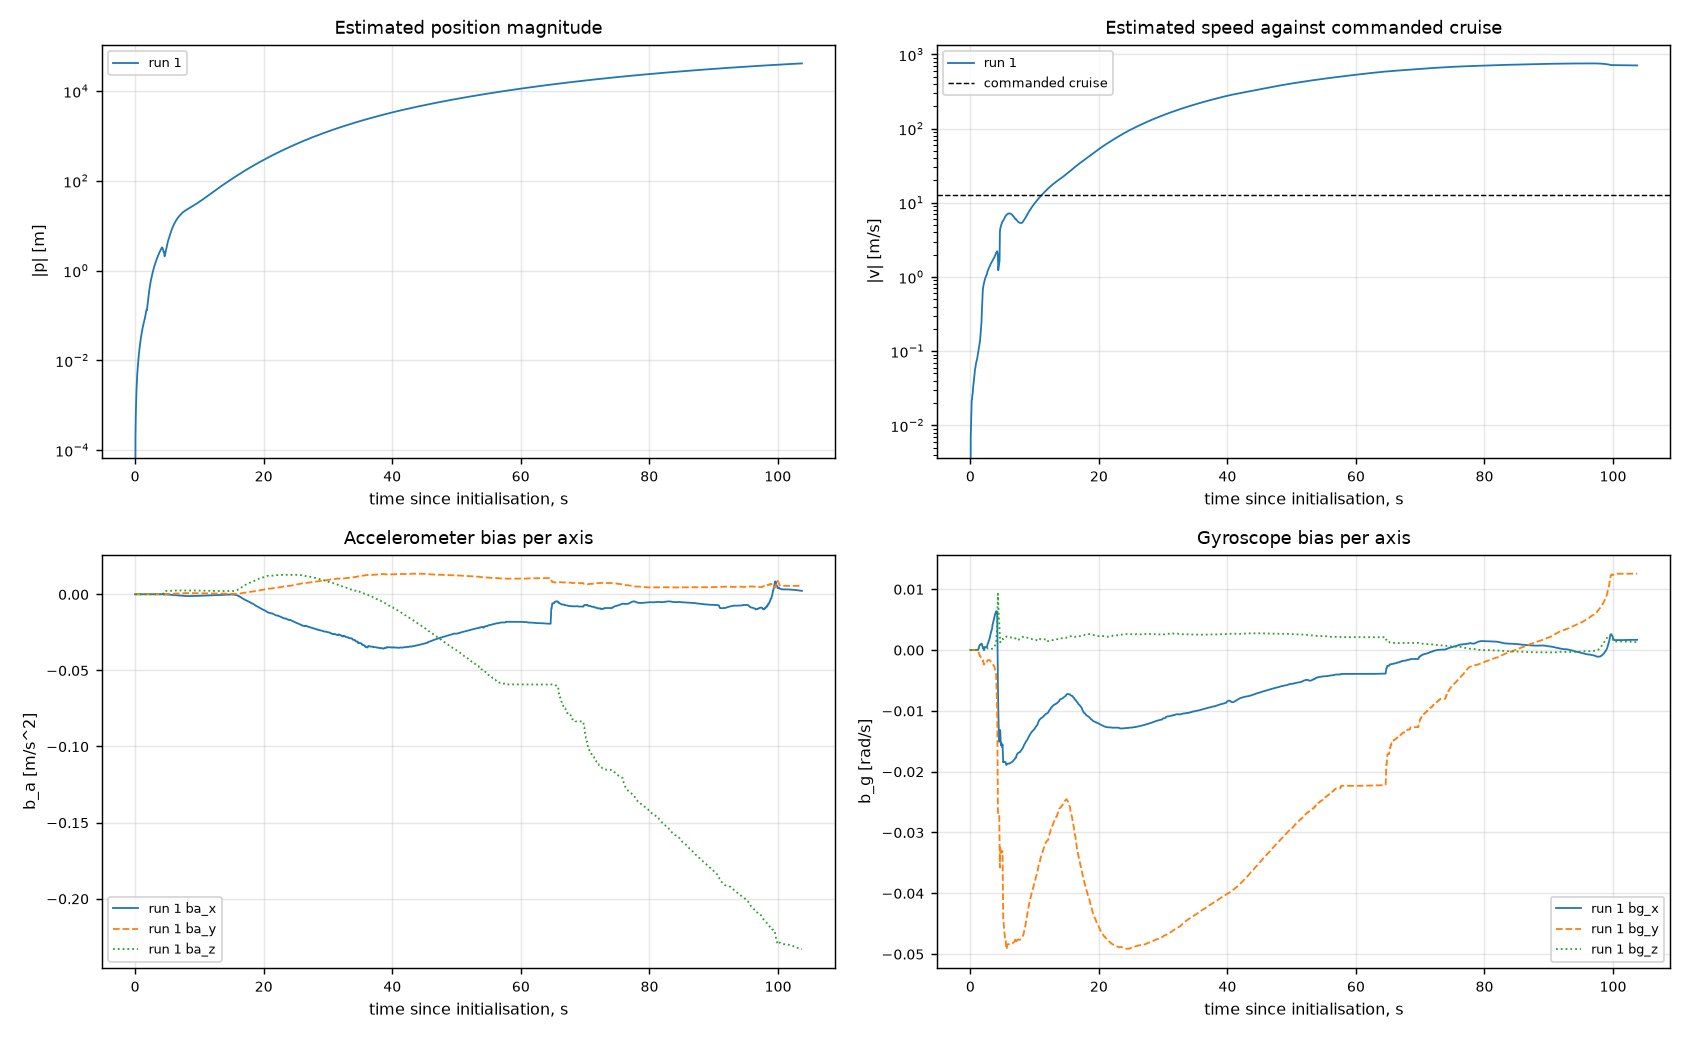 Estimated position magnitude
run 1
|p| [m]
10^4
10^2
10^0
10^−2
10^−4
0 20 40 60 80 100
time since initialisation, s
Estimated speed against commanded cruise
run 1
commanded cruise
|v| [m/s]
10^3
10^2
10^1
10^0
10^−1
10^−2
0 20 40 60 80 100
time since initialisation, s
Accelerometer bias per axis
b_a [m/s^2]
0.00
−0.05
−0.10
−0.15
−0.20
run 1 ba_x
run 1 ba_y
run 1 ba_z
0 20 40 60 80 100
time since initialisation, s
Gyroscope bias per axis
b_g [rad/s]
0.01
0.00
−0.01
−0.02
−0.03
−0.04
−0.05
run 1 bg_x
run 1 bg_y
run 1 bg_z
0 20 40 60 80 100
time since initialisation, s